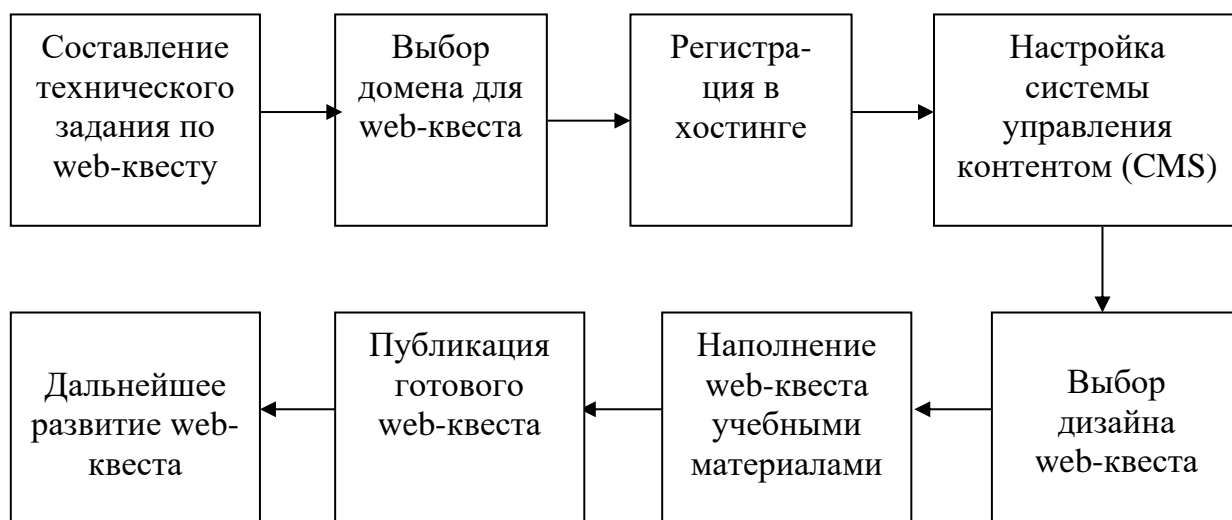 Составление
технического
задания по
web-квесту
Выбор
домена для
web-квеста
Регистра-
ция в
хостинге
Настройка
системы
управления
контентом (CMS)
Выбор
дизайна
web-квеста
Наполнение
web-квеста
учебными
материалами
Публикация
готового
web-квеста
Дальнейшее
развитие web-
квеста